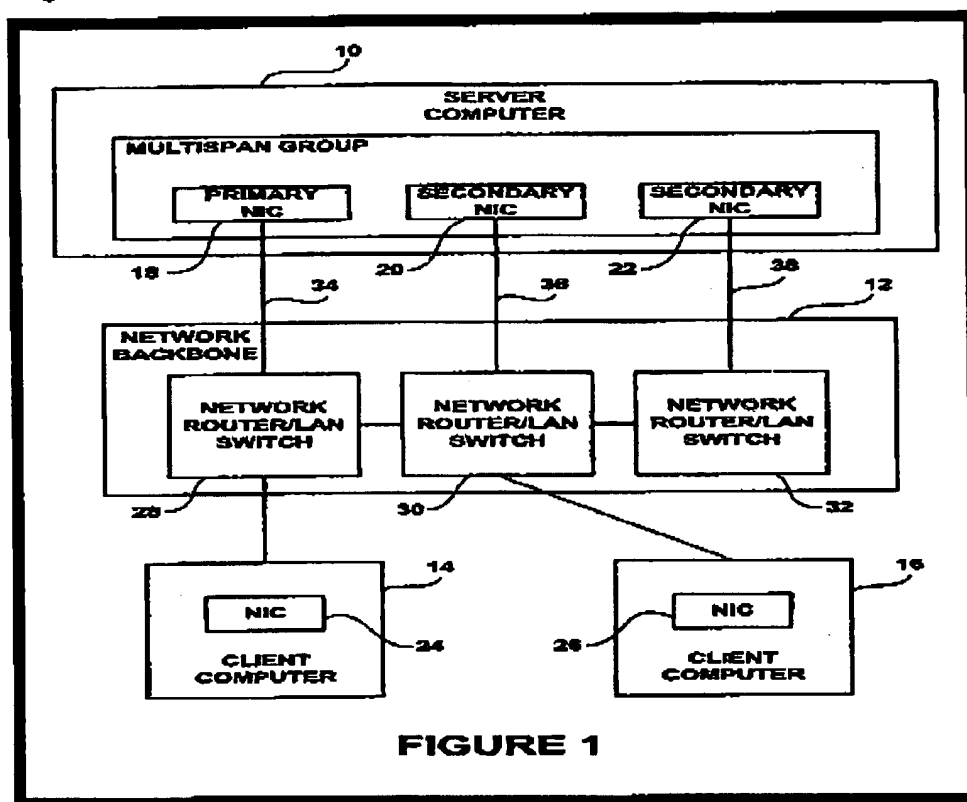 10
SERVER
COMPUTER
MULTISPAN GROUP
PRIMARY
NIC
SECONDARY
NIC
SECONDARY
NIC
18
20
22
34
36
38
12
NETWORK
BACKBONE
NETWORK
ROUTER/LAN
SWITCH
NETWORK
ROUTER/LAN
SWITCH
NETWORK
ROUTER/LAN
SWITCH
28
30
32
14
16
NIC
NIC
24
26
CLIENT
COMPUTER
CLIENT
COMPUTER
FIGURE 1